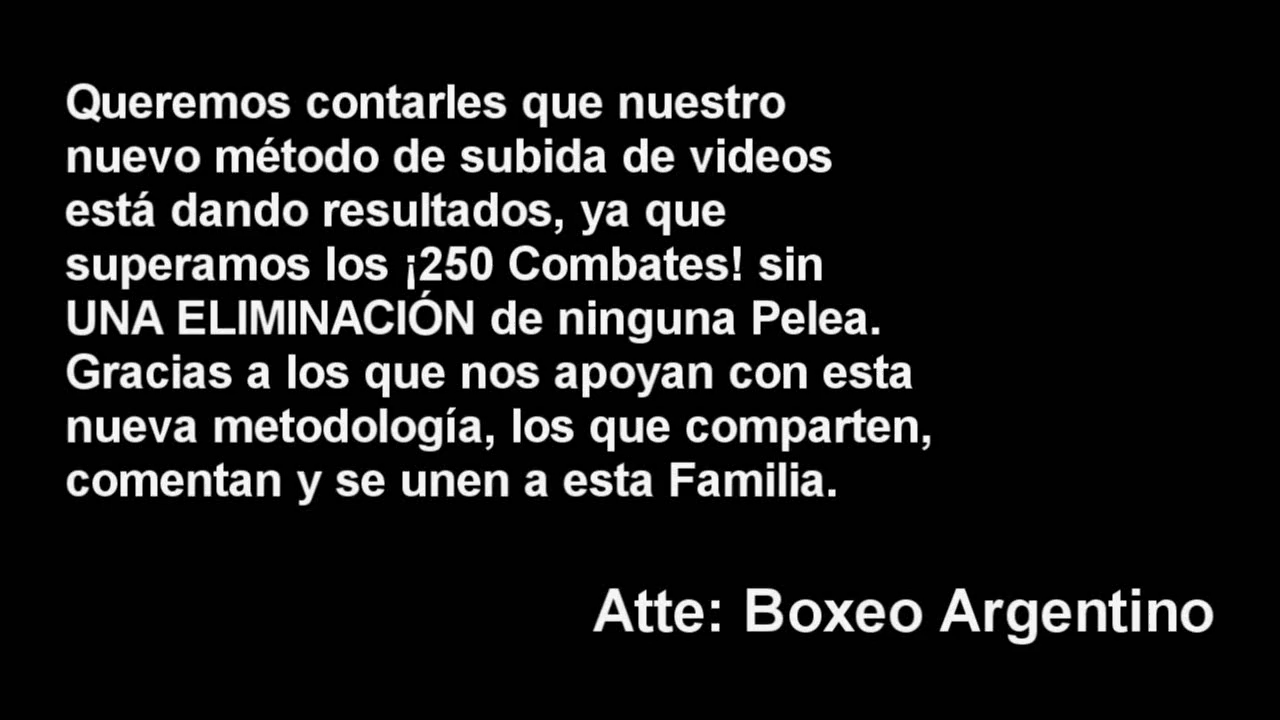 Queremos contarles que nuestro
nuevo método de subida de videos
está dando resultados, ya que
superamos los ¡250 Combates! sin
UNA ELIMINACIÓN de ninguna Pelea.
Gracias a los que nos apoyan con esta
nueva metodología, los que comparten,
comentan y se unen a esta Familia.
Atte: Boxeo Argentino